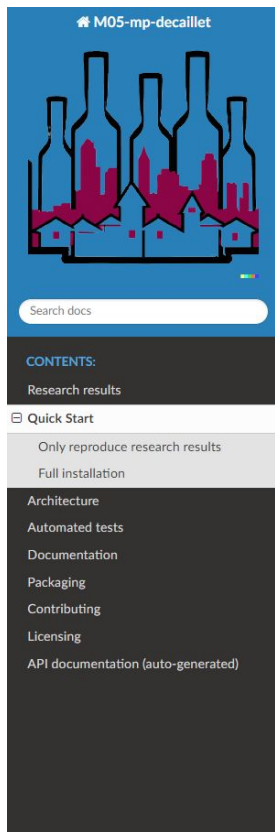 M05-mp-decaillet
Search docs
CONTENTS:
Research results
Quick Start
Only reproduce research results
Full installation
Architecture
Automated tests
Documentation
Packaging
Contributing
Licensing
API documentation (auto-generated)